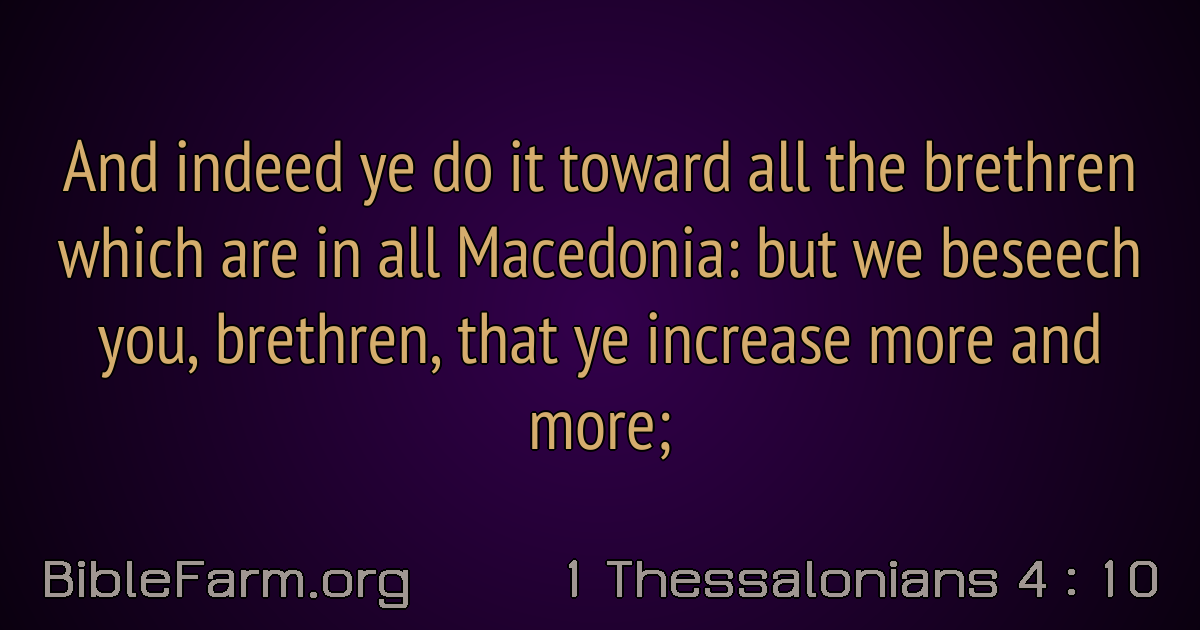 And indeed ye do it toward all the brethren
which are in all Macedonia: but we beseech
you, brethren, that ye increase more and
more;
BibleFarm.org
1 Thessalonians 4 : 10